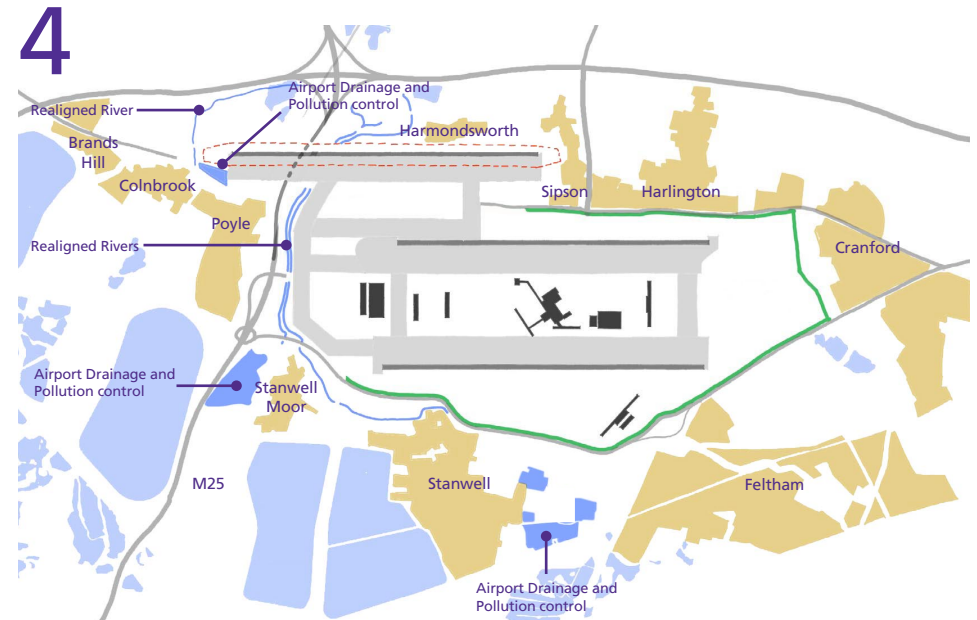 4
Airport Drainage and
Pollution control
Realigned River
Harmondsworth
Brands
Hill
Colnbrook
Sipson
Harlington
Poyle
Realigned Rivers
Cranford
Airport Drainage and
Pollution control
Stanwell
Moor
M25
Stanwell
Feltham
Airport Drainage and
Pollution control